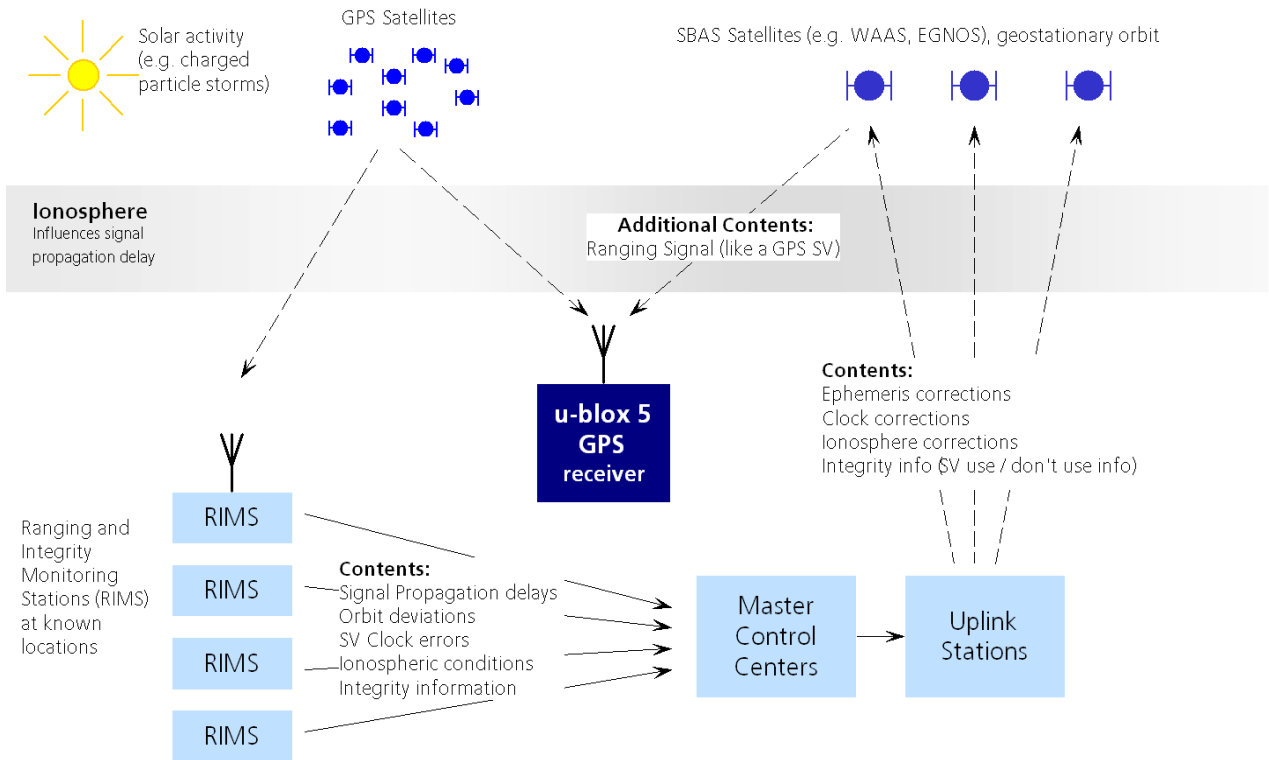 Solar activity
(e.g. charged
particle storms)
GPS Satellites
SBAS Satellites (e.g. WAAS, EGNOS), geostationary orbit
Ionosphere
Influences signal
propagation delay
Additional Contents:
Ranging Signal (like a GPS SV)
u-blox 5
GPS
receiver
Contents:
Ephemeris corrections
Clock corrections
Ionosphere corrections
Integrity info (SV use / don't use info)
Ranging and
Integrity
Monitoring
Stations (RIMS)
at known
locations
RIMS
RIMS
RIMS
RIMS
Contents:
Signal Propagation delays
Orbit deviations
SV Clock errors
Ionospheric conditions
Integrity information
Master
Control
Centers
Uplink
Stations